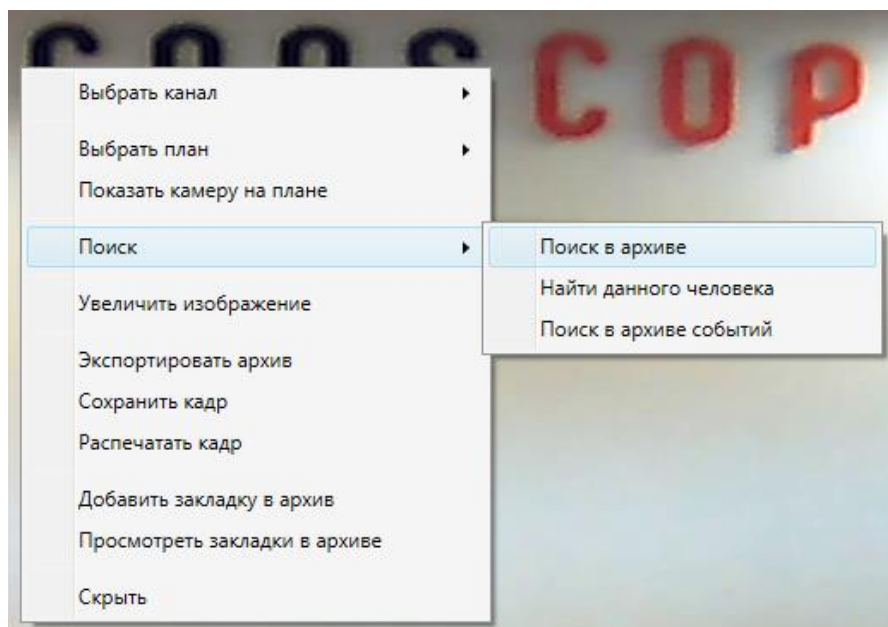 COP
Выбрать канал
Выбрать план
Показать камеру на плане
Поиск
Поиск в архиве
Найти данного человека
Поиск в архиве событий
Увеличить изображение
Экспортировать архив
Сохранить кадр
Распечатать кадр
Добавить закладку в архив
Просмотреть закладки в архиве
Скрыть